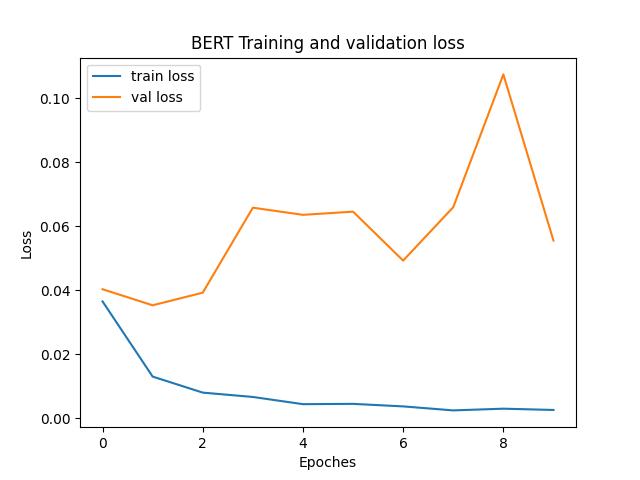 BERT Training and validation loss
train loss
val loss
0.10
0.08
0.06
0.04
0.02
0.00
Loss
0 2 4 6 8
Epoches